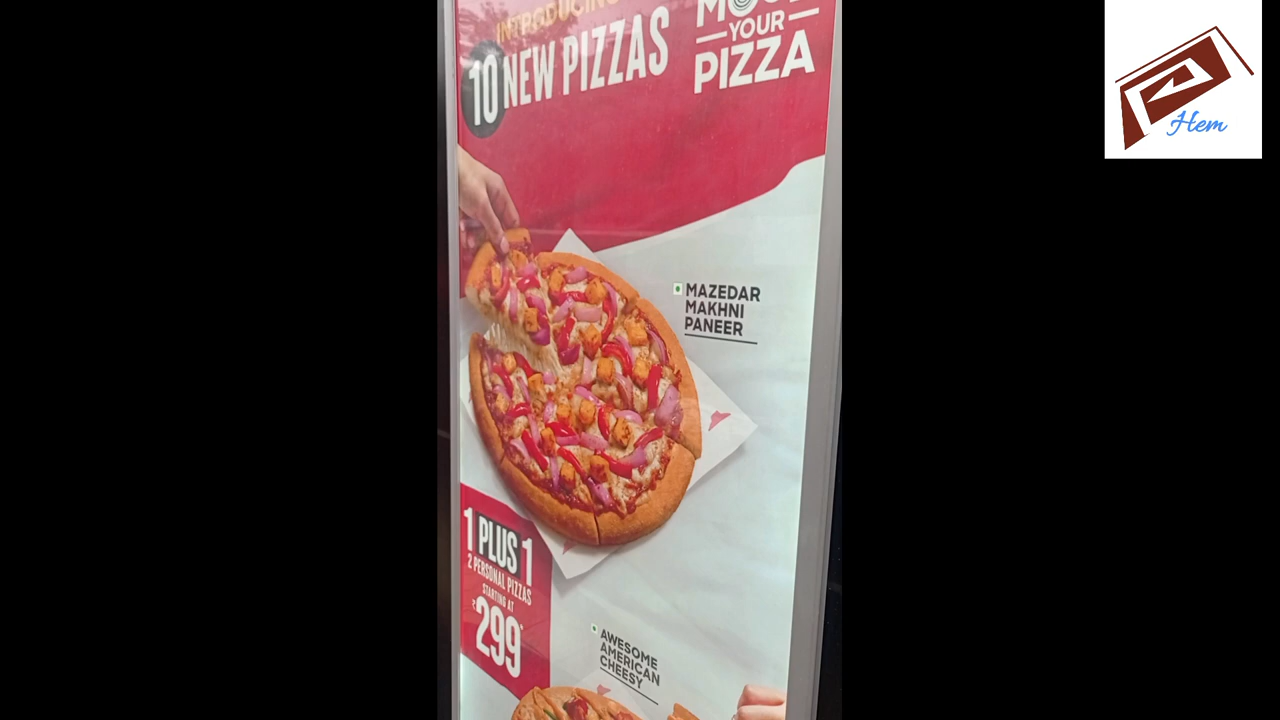 INTRODUCING
10 NEW PIZZAS
YOUR
PIZZA
MAZEDAR
MAKHNI
PANEER
1 PLUS 1
2 PERSONAL PIZZAS
STARTING AT
₹299*
AWESOME
AMERICAN
CHEESY
Hem